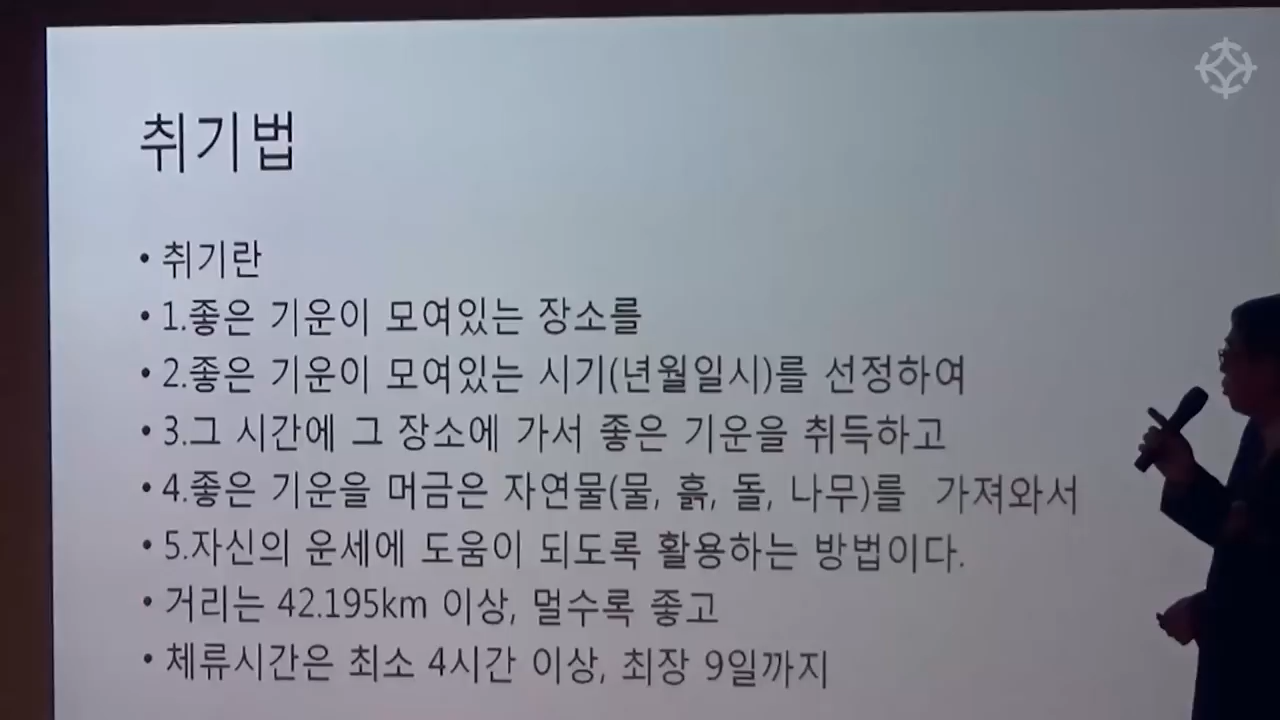 취기법
• 취기란
• 1.좋은 기운이 모여있는 장소를
• 2.좋은 기운이 모여있는 시기(년월일시)를 선정하여
• 3.그 시간에 그 장소에 가서 좋은 기운을 취득하고
• 4.좋은 기운을 머금은 자연물(물, 흙, 돌, 나무)를 가져와서
• 5.자신의 운세에 도움이 되도록 활용하는 방법이다.
• 거리는 42.195km 이상, 멀수록 좋고
• 체류시간은 최소 4시간 이상, 최장 9일까지